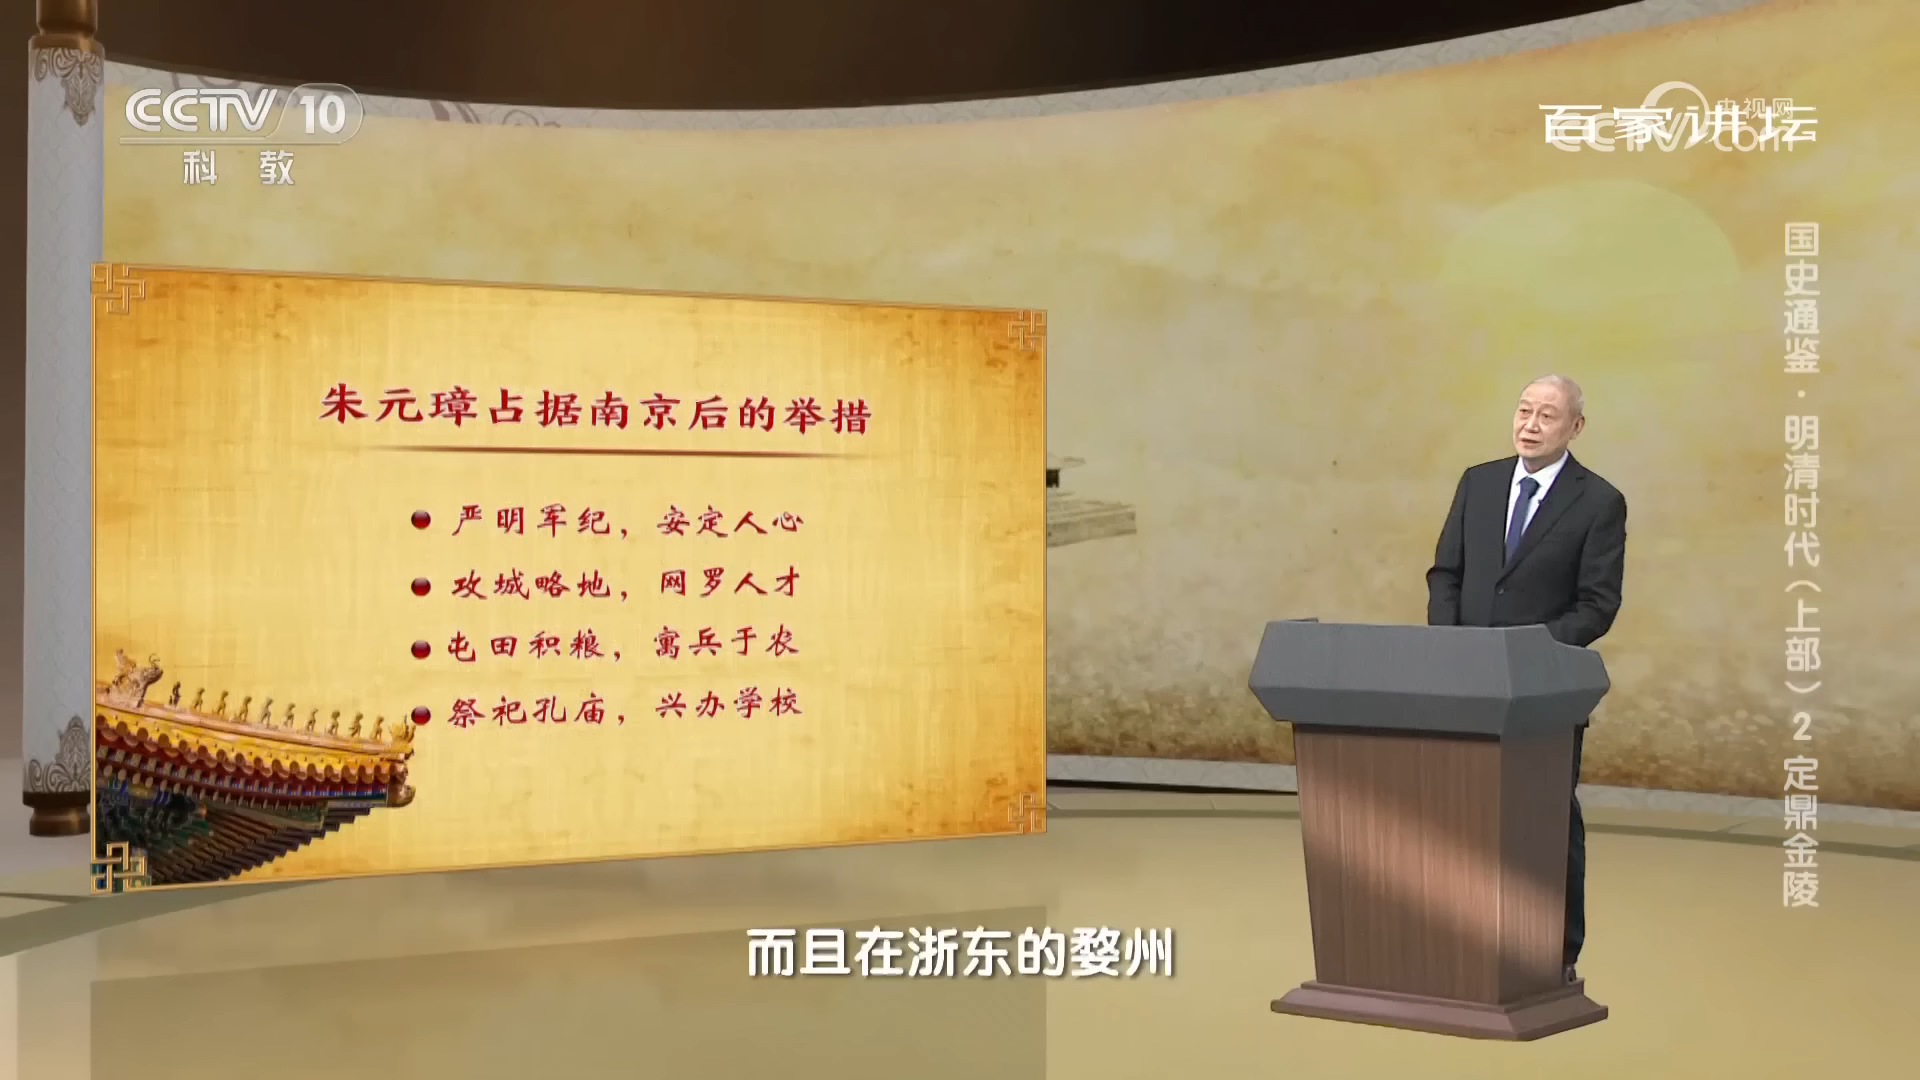 CCTV 10
科 教
百家讲坛
央视网
CCTV.com
国史通鉴·明清时代（上部）2 定鼎金陵
朱元璋占据南京后的举措
严明军纪，安定人心
攻城略地，网罗人才
屯田积粮，寓兵于农
祭祀孔庙，兴办学校
而且在浙东的婺州